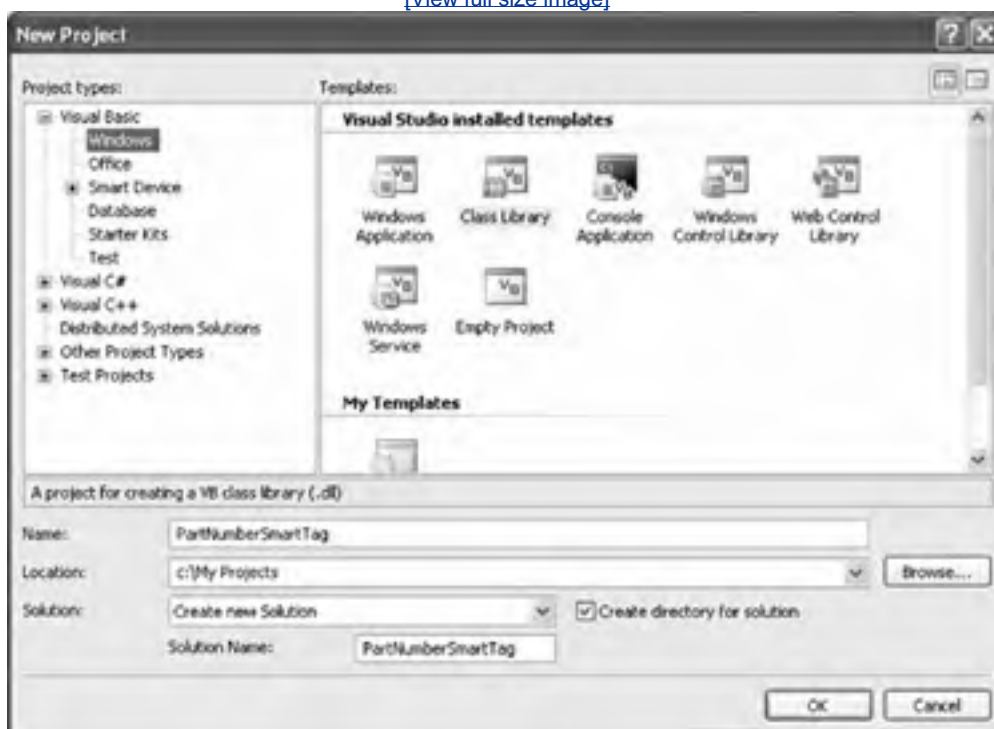 [View full size image]
New Project
Project types:
Visual Basic
Windows
Office
Smart Device
Database
Starter Kits
Test
Visual C#
Visual C++
Distributed System Solutions
Other Project Types
Test Projects
Templates:
Visual Studio installed templates
Windows Application
Class Library
Console Application
Windows Control Library
Web Control Library
Windows Service
Empty Project
My Templates
A project for creating a VB class library (.dll)
Name: PartNumberSmartTag
Location: c:\My Projects Browse...
Solution: Create new Solution Create directory for solution
Solution Name: PartNumberSmartTag
OK Cancel